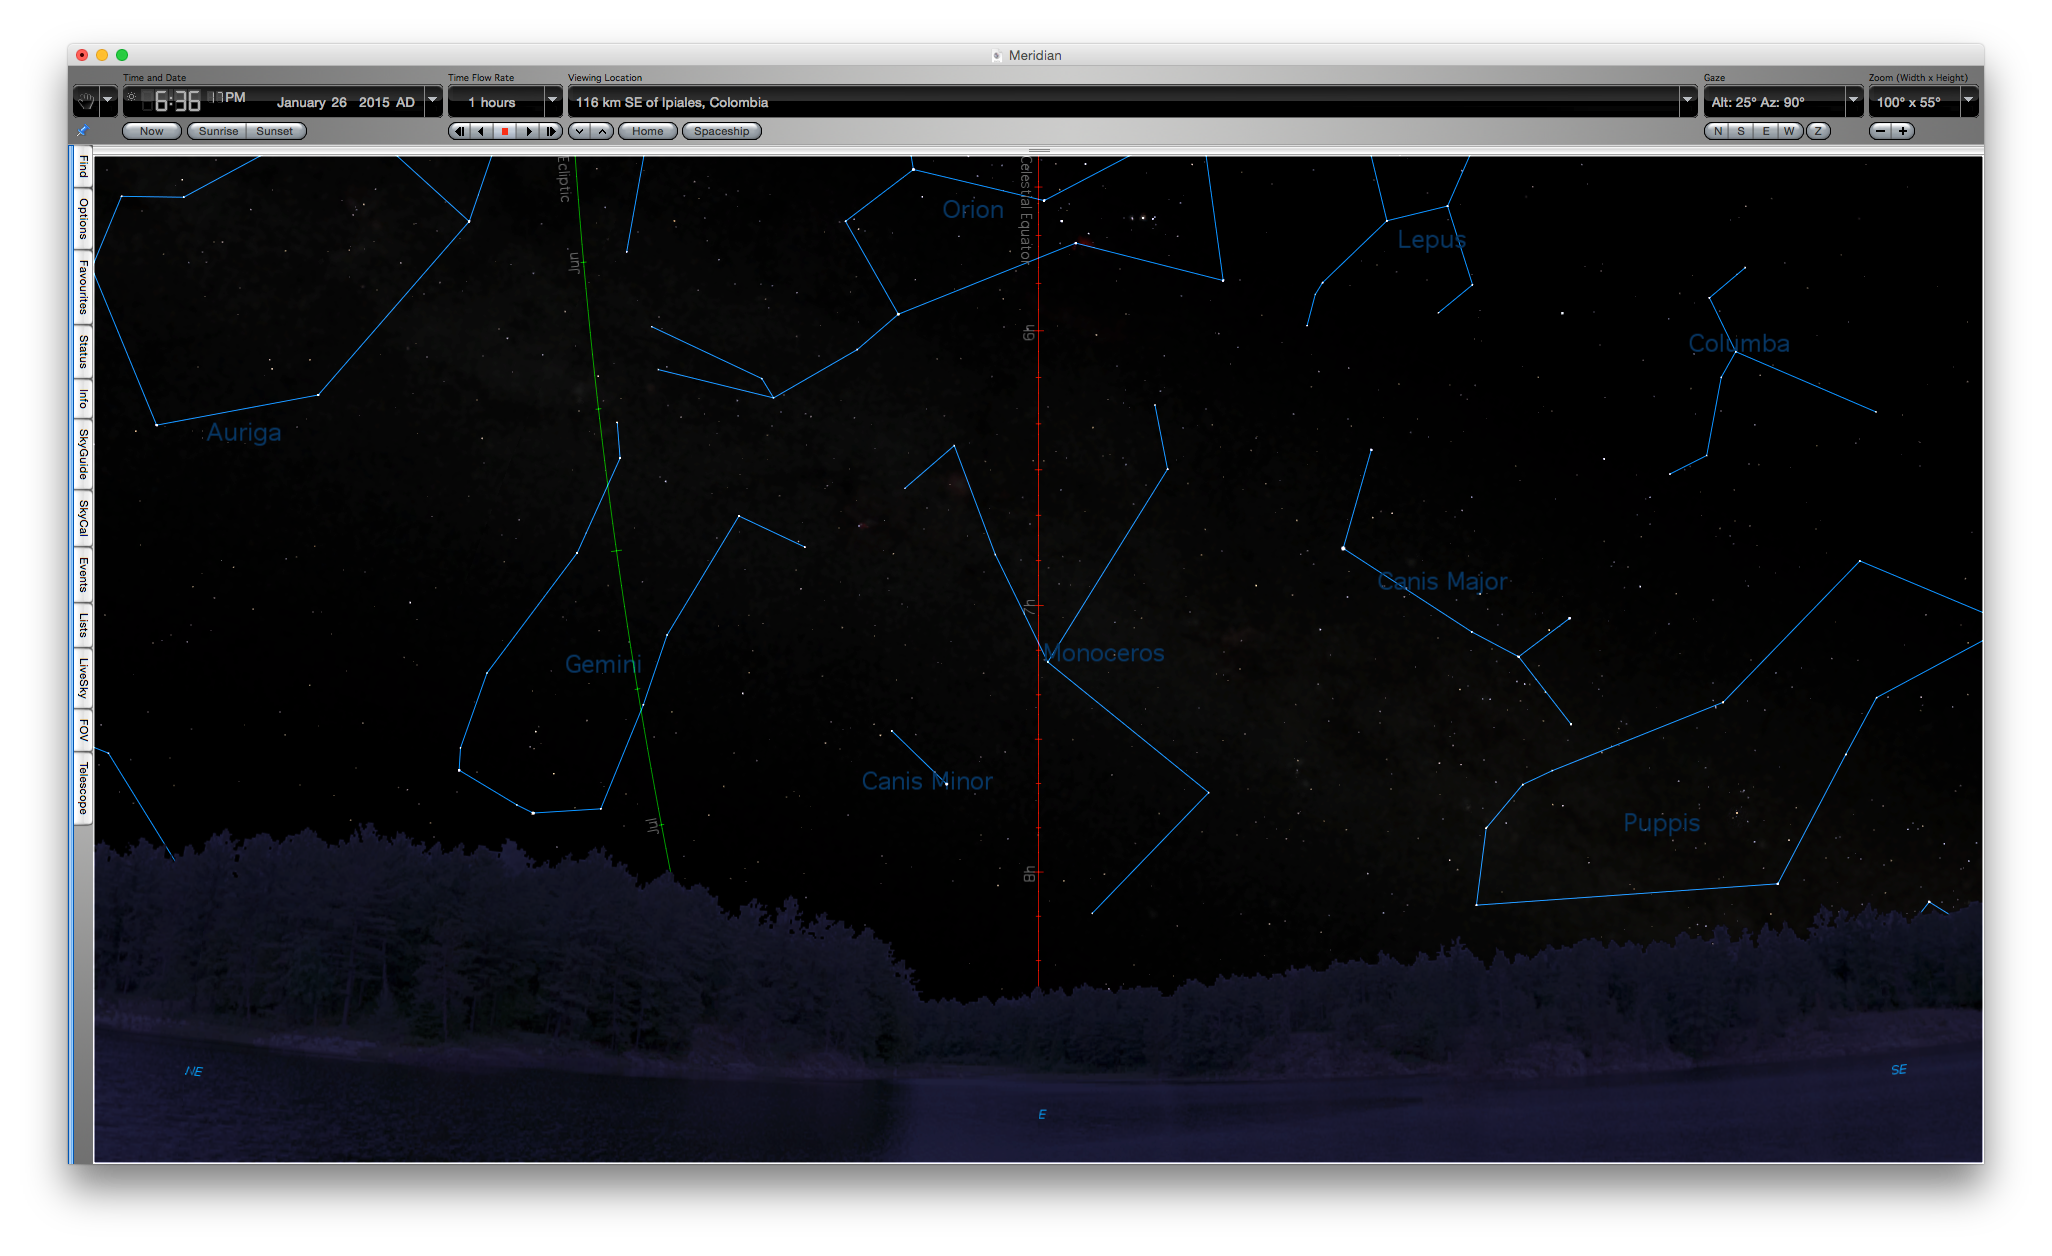 Meridian
Time and Date
Time Flow Rate
Viewing Location
Gaze
Zoom (Width x Height)
6:36 17 PM January 26 2015 AD
1 hours
116 km SE of Ipiales, Colombia
Alt: 25° Az: 90°
100° x 55°
Now
Sunrise
Sunset
Home
Spaceship
N S E W Z
Find
Options
Favourites
Status
Info
SkyGuide
SkyCal
Events
Lists
LiveSky
FOV
Telescope
Ecliptic
Celestial Equator
Orion
Lepus
Jun
6h
Columba
Auriga
Canis Major
7h
Monoceros
Gemini
Canis Minor
Puppis
Jul
8h
NE
E
SE